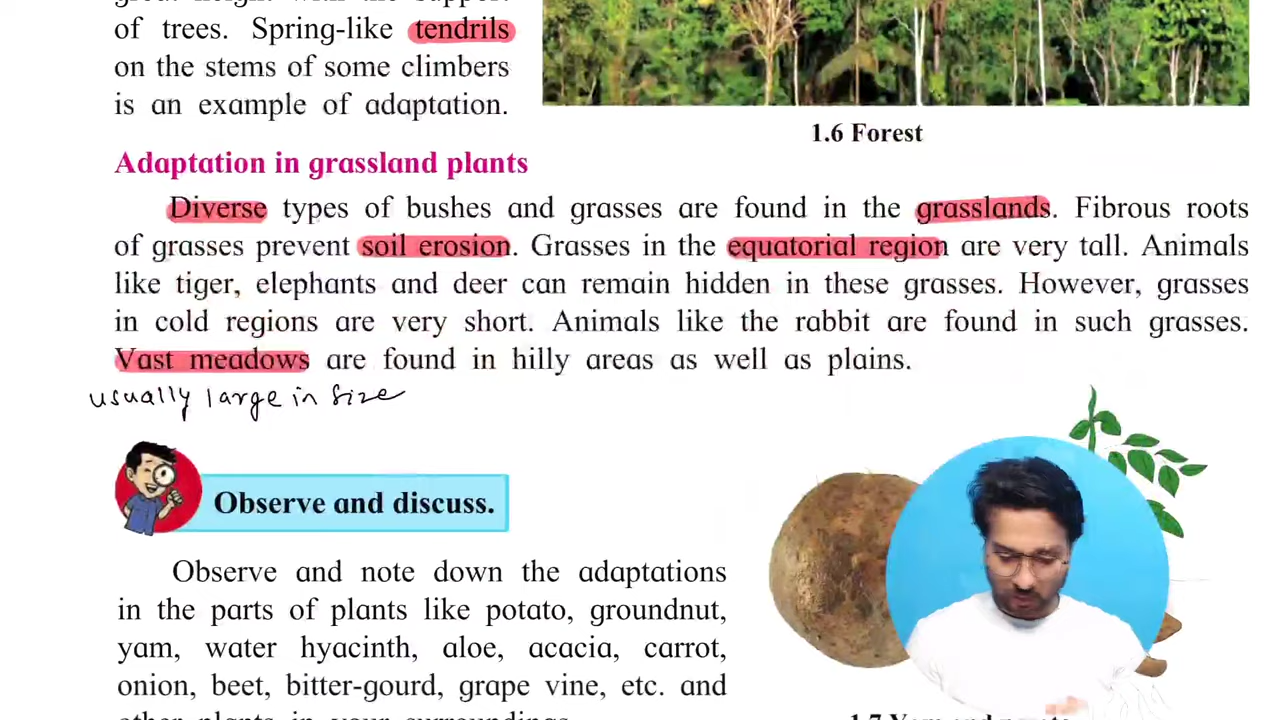 of trees. Spring-like tendrils
on the stems of some climbers
is an example of adaptation.
1.6 Forest
Adaptation in grassland plants
Diverse types of bushes and grasses are found in the grasslands. Fibrous roots
of grasses prevent soil erosion. Grasses in the equatorial region are very tall. Animals
like tiger, elephants and deer can remain hidden in these grasses. However, grasses
in cold regions are very short. Animals like the rabbit are found in such grasses.
Vast meadows are found in hilly areas as well as plains.
usually large in size
Observe and discuss.
Observe and note down the adaptations
in the parts of plants like potato, groundnut,
yam, water hyacinth, aloe, acacia, carrot,
onion, beet, bitter-gourd, grape vine, etc. and
other plants in your surroundings.